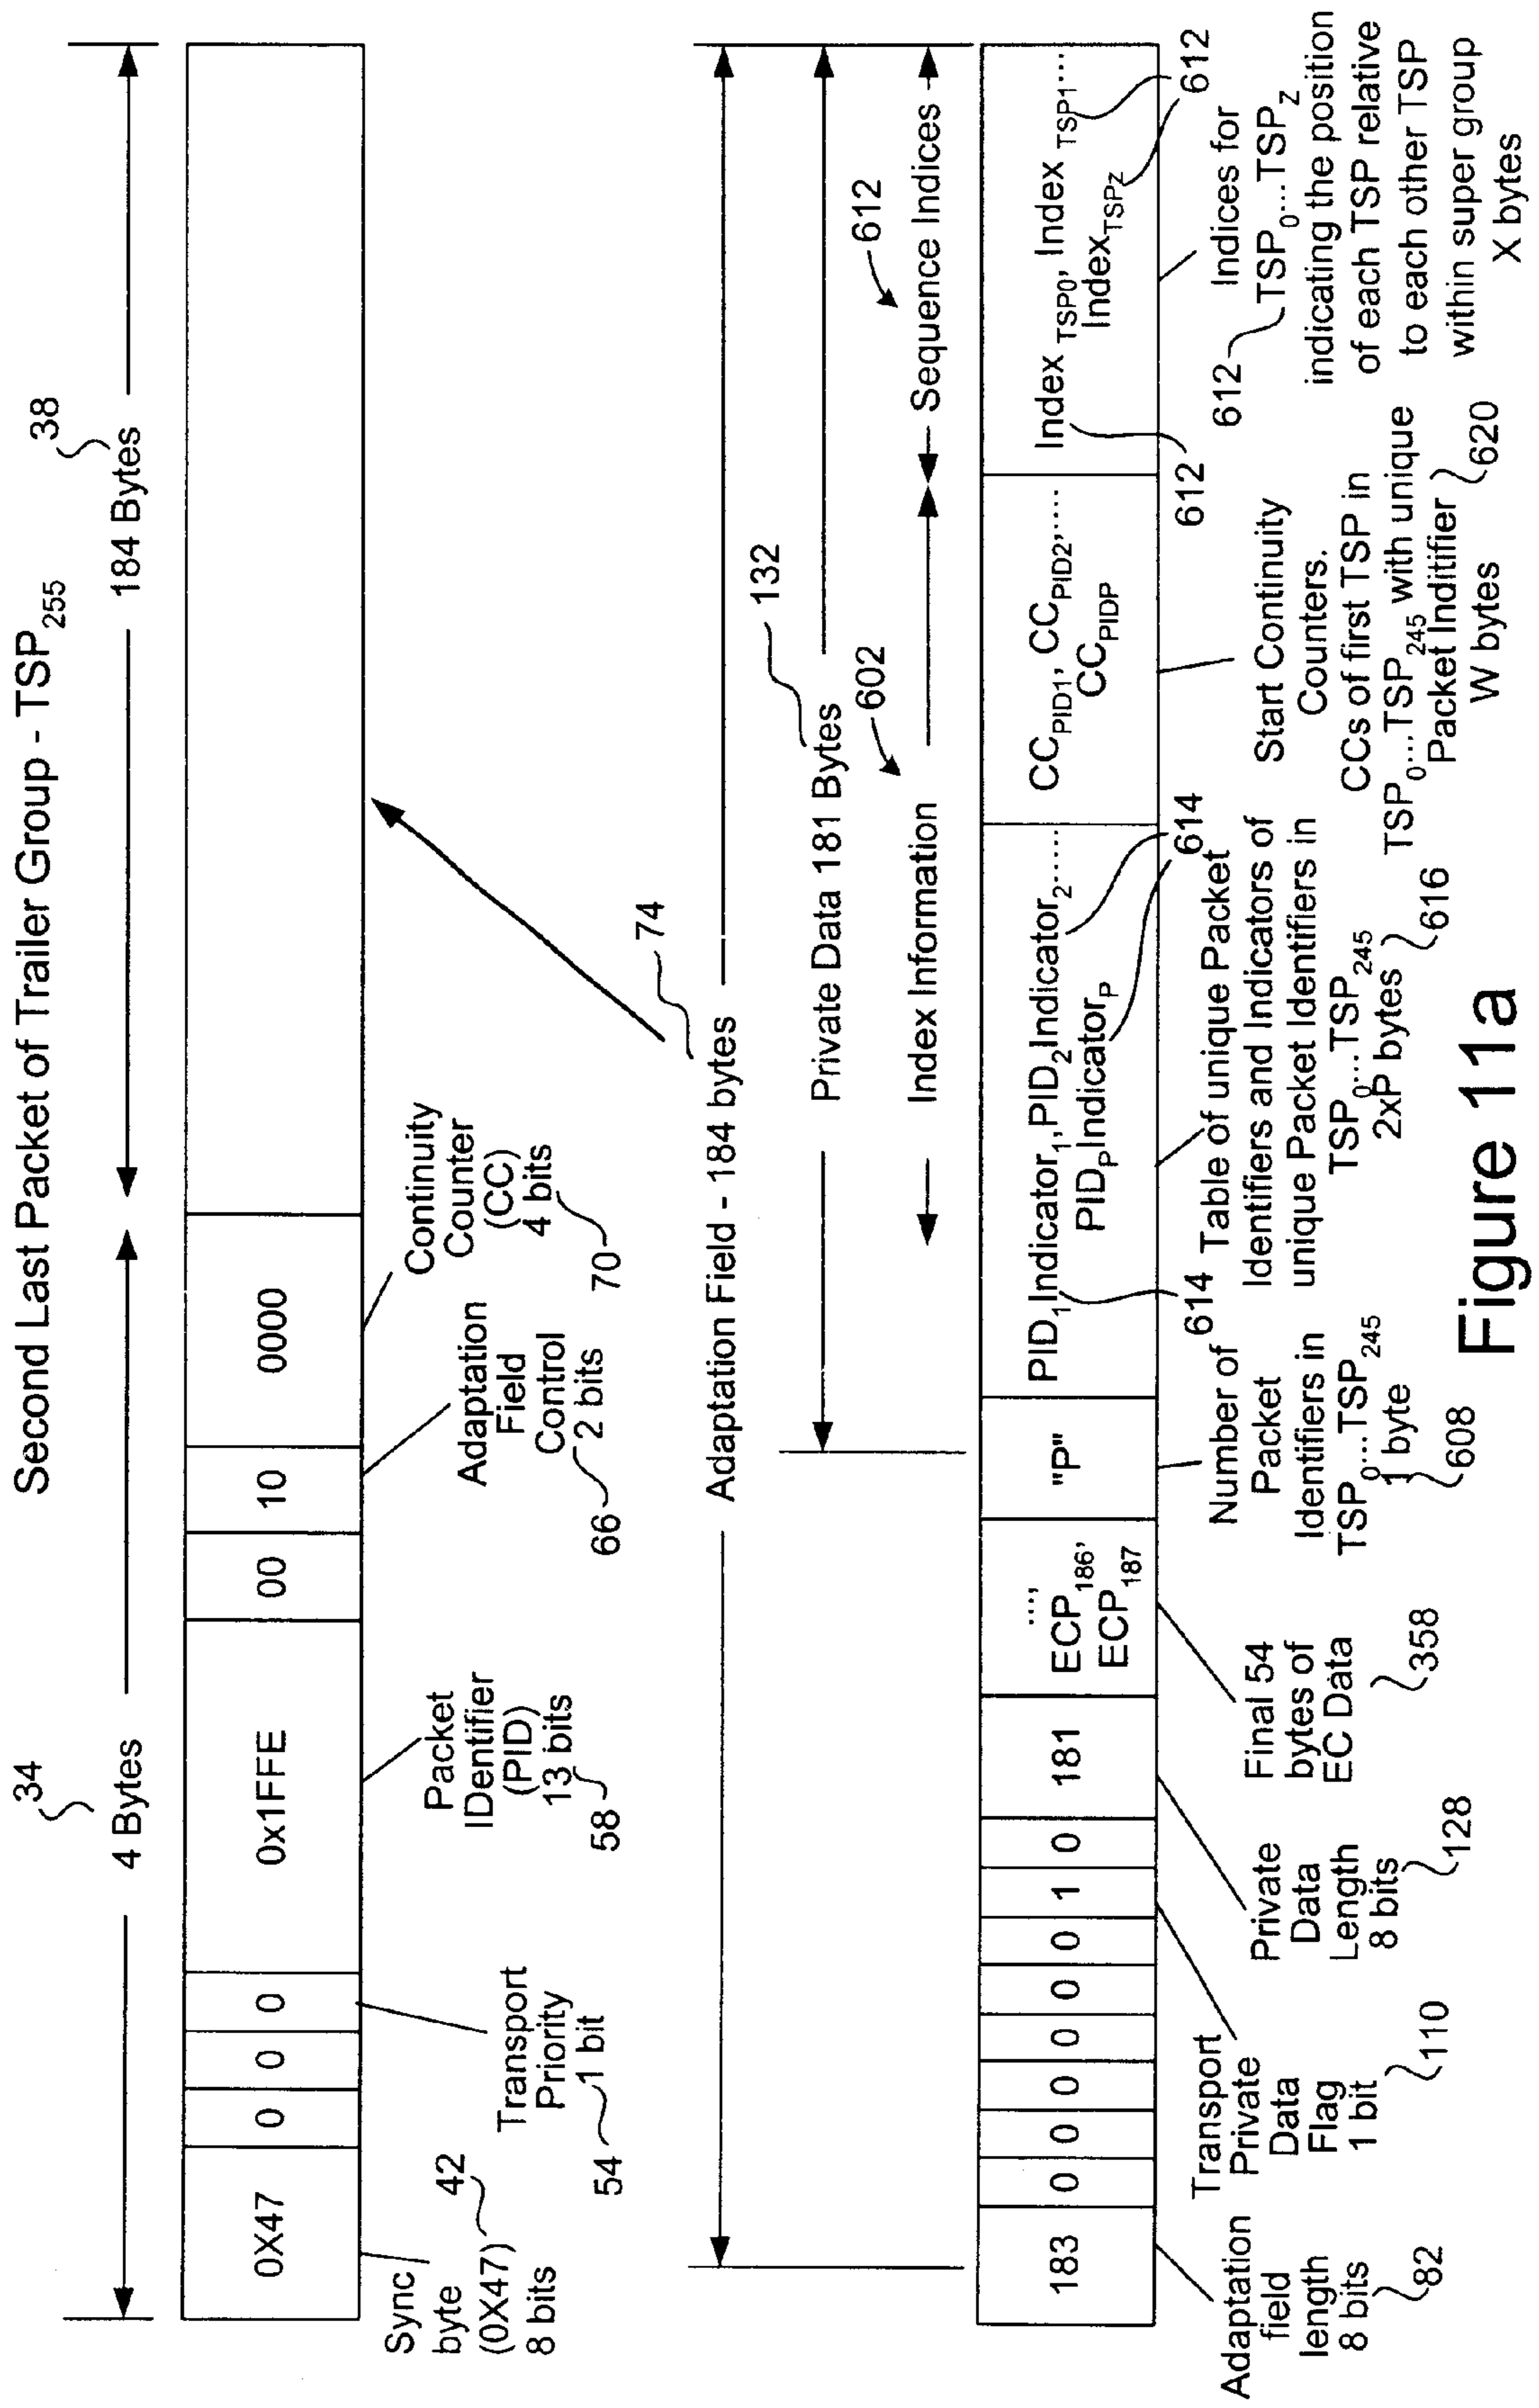 Second Last Packet of Trailer Group - TSP255
34
4 Bytes
38
184 Bytes
0X47
0
0
0
0x1FFE
00
10
0000
Sync
byte
(0X47)
8 bits
42
Transport
Priority
1 bit
54
Packet
IDentifier
(PID)
13 bits
58
Adaptation
Field
Control
2 bits
66
Continuity
Counter
(CC)
4 bits
70
74
Adaptation Field - 184 bytes
132
Private Data 181 Bytes
602
Index Information
612
Sequence Indices
183
0
0
0
0
0
0
1
0
181
....,
ECP186,
ECP187
"P"
PID1Indicator1,PID2Indicator2......
PIDPIndicatorP
CCPID1, CCPID2,....
CCPIDP
Index TSP0, Index TSP1....
IndexTSPZ
Adaptation
field
length
8 bits
82
Transport
Private
Data
Flag
1 bit
110
Private
Data
Length
8 bits
128
Final 54
bytes of
EC Data
358
Number of
Packet
Identifiers in
TSP0...TSP245
1 byte
608
614
614
Table of unique Packet
Identifiers and Indicators of
unique Packet Identifiers in
TSP0...TSP245
2xP bytes
616
Start Continuity
Counters.
CCs of first TSP in
TSP0...TSP245 with unique
Packet Inditifier
W bytes
620
612
612
612
Indices for
TSP0...TSPZ
indicating the position
of each TSP relative
to each other TSP
within super group
X bytes
Figure 11a